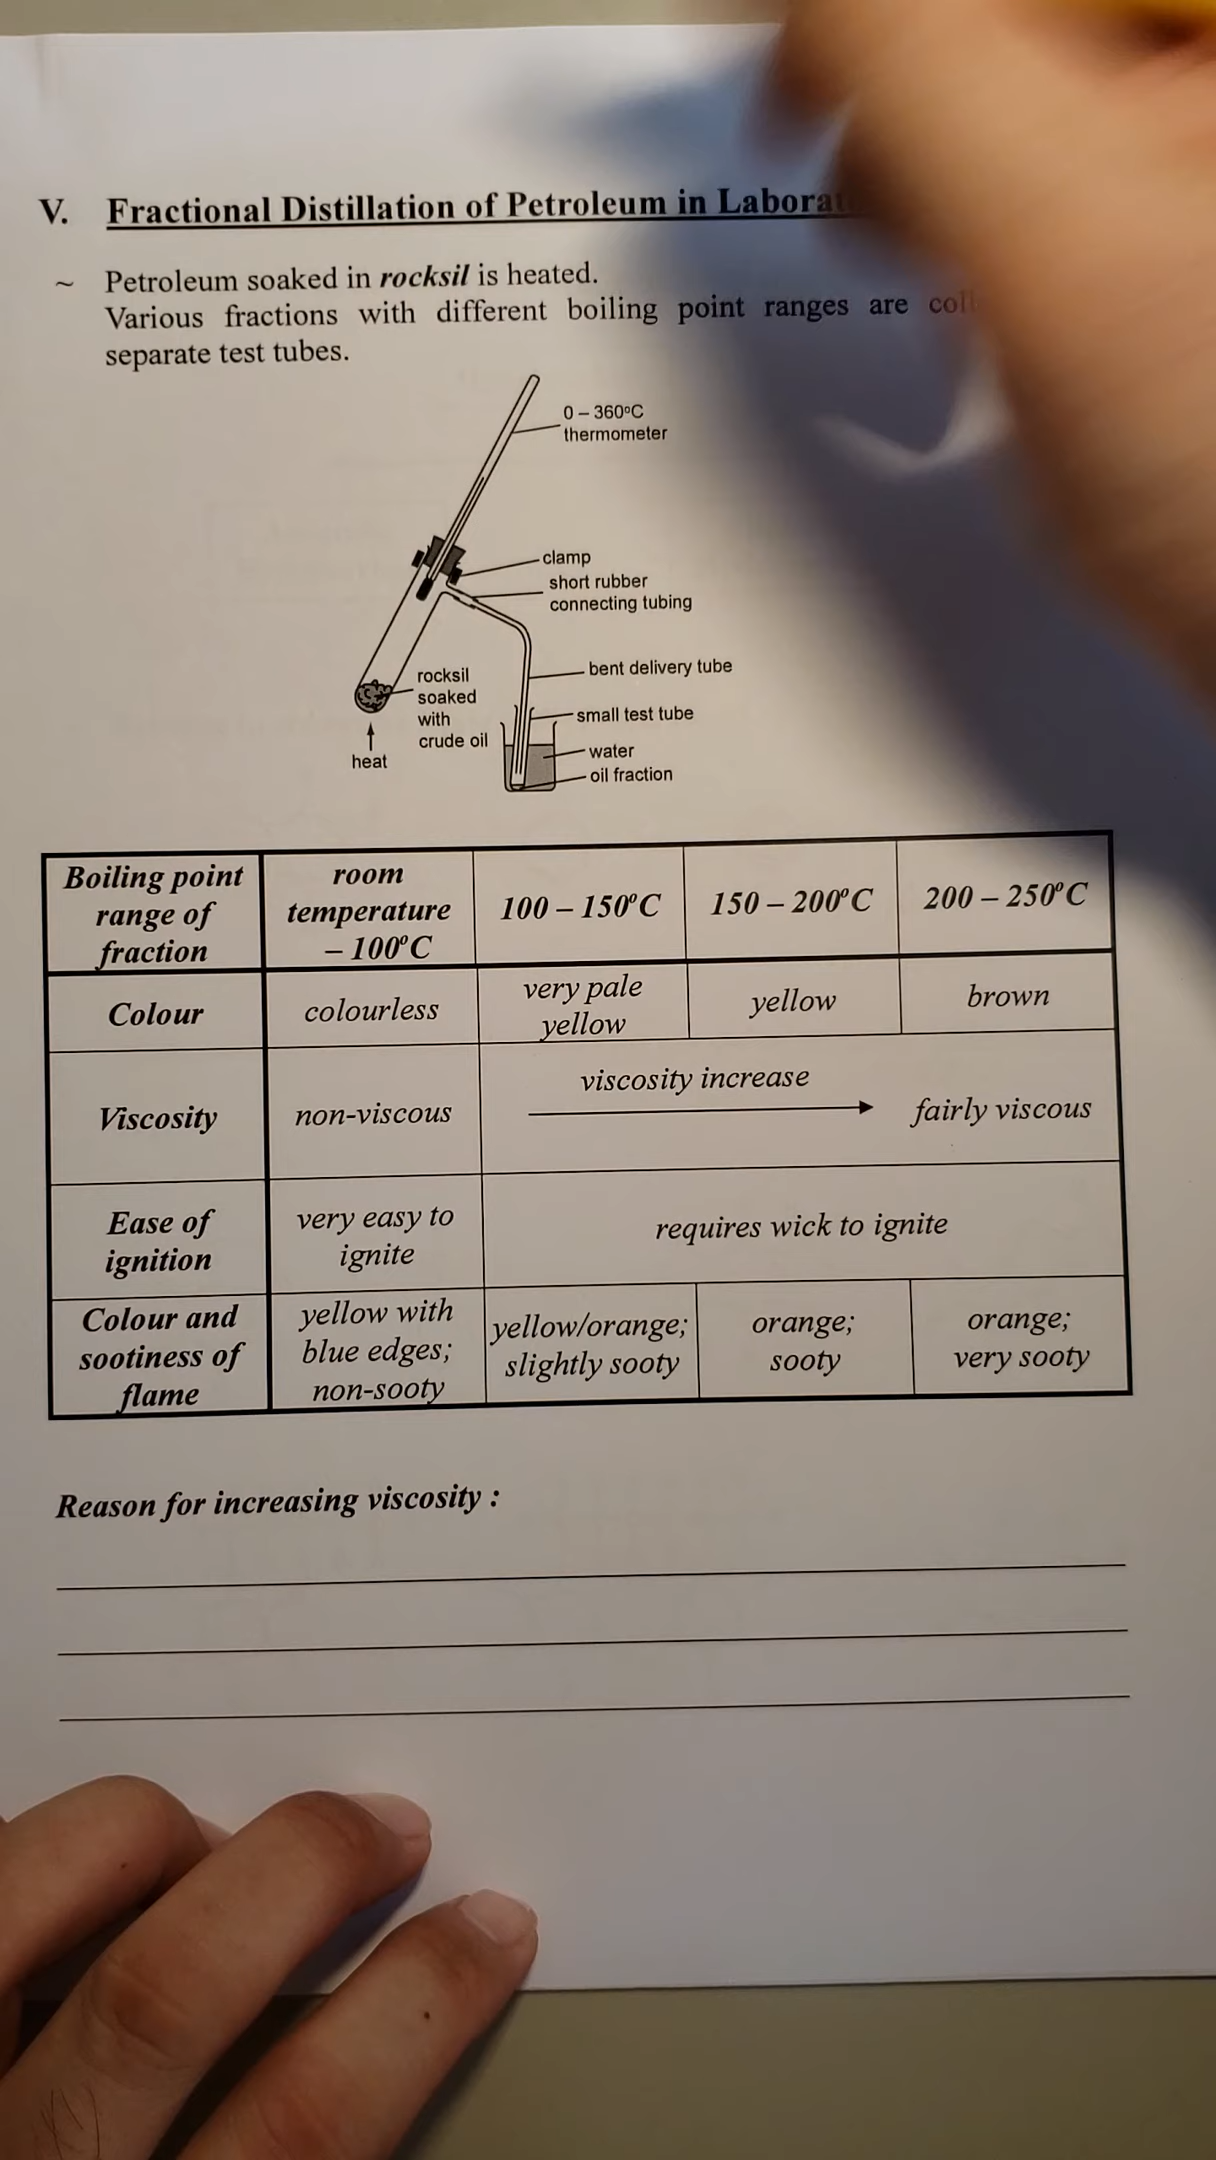 V. Fractional Distillation of Petroleum in
~ Petroleum soaked in rocksil is heated.
Various fractions with different boiling point ranges are
separate test tubes.
0 – 360°C
thermometer
clamp
short rubber
connecting tubing
bent delivery tube
rocksil
soaked
with
crude oil
small test tube
water
oil fraction
heat
Boiling point
range of
fraction
room
temperature
– 100°C
100 – 150°C
150 – 200°C
200 – 250°C
Colour
colourless
very pale
yellow
yellow
brown
Viscosity
non-viscous
viscosity increase
fairly viscous
Ease of
ignition
very easy to
ignite
requires wick to ignite
Colour and
sootiness of
flame
yellow with
blue edges;
non-sooty
yellow/orange;
slightly sooty
orange;
sooty
orange;
very sooty
Reason for increasing viscosity :